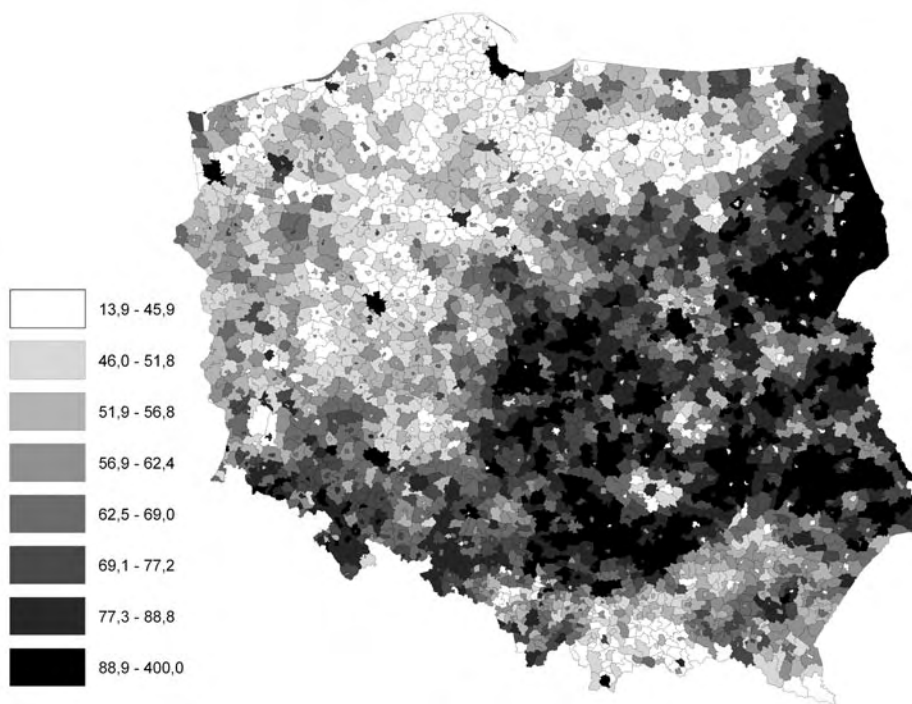 13,9 - 45,9
46,0 - 51,8
51,9 - 56,8
56,9 - 62,4
62,5 - 69,0
69,1 - 77,2
77,3 - 88,8
88,9 - 400,0